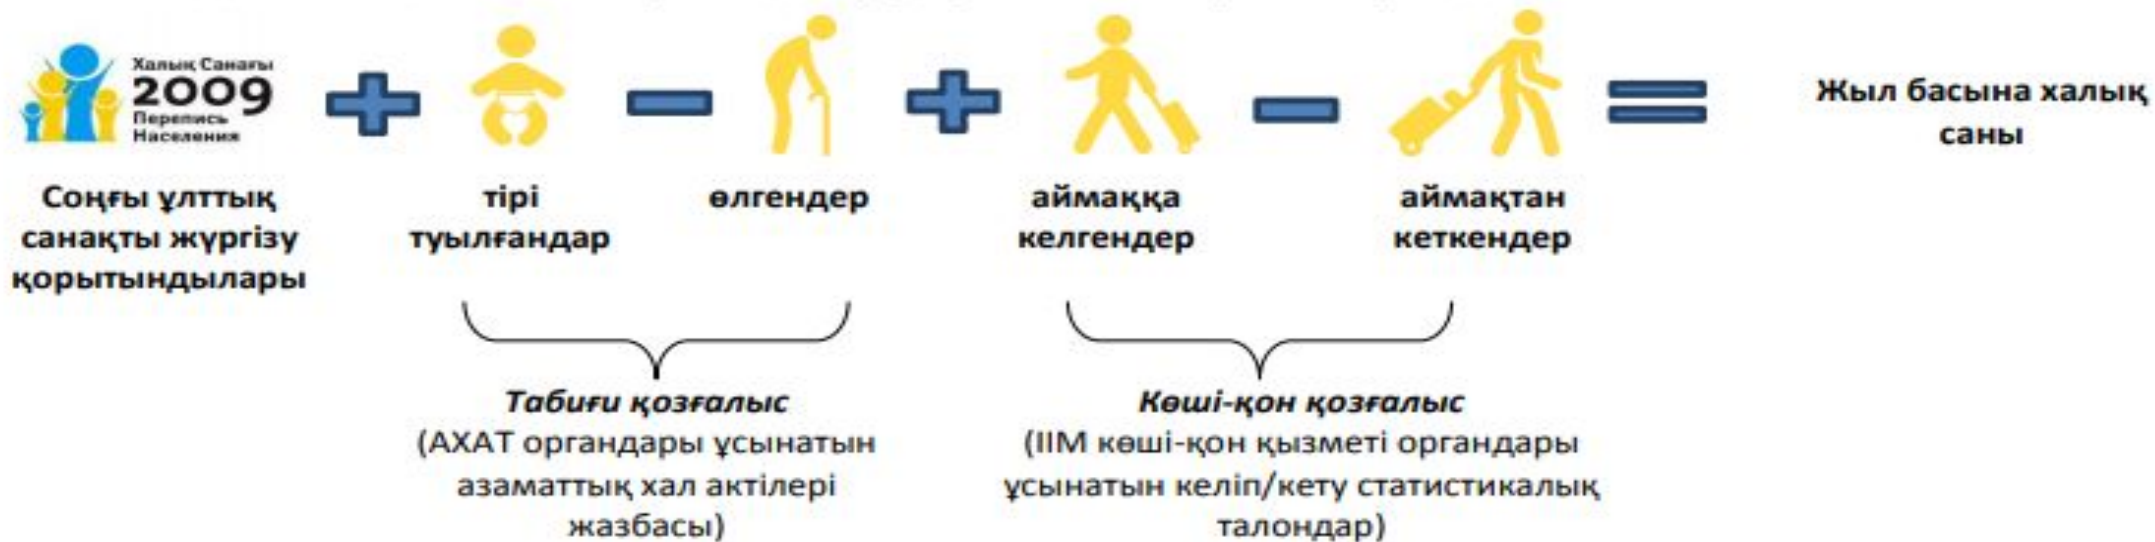 Халық Санағы
2009
Перепись
Населения
Жыл басына халық
саны
Соңғы ұлттық
санақты жүргізу
қорытындылары
тірі
туылғандар
өлгендер
аймаққа
келгендер
аймақтан
кеткендер
Табиғи қозғалыс
(АХАТ органдары ұсынатын
азаматтық хал актілері
жазбасы)
Көші-қон қозғалыс
(ІІМ көші-қон қызметі органдары
ұсынатын келіп/кету статистикалық
талондар)